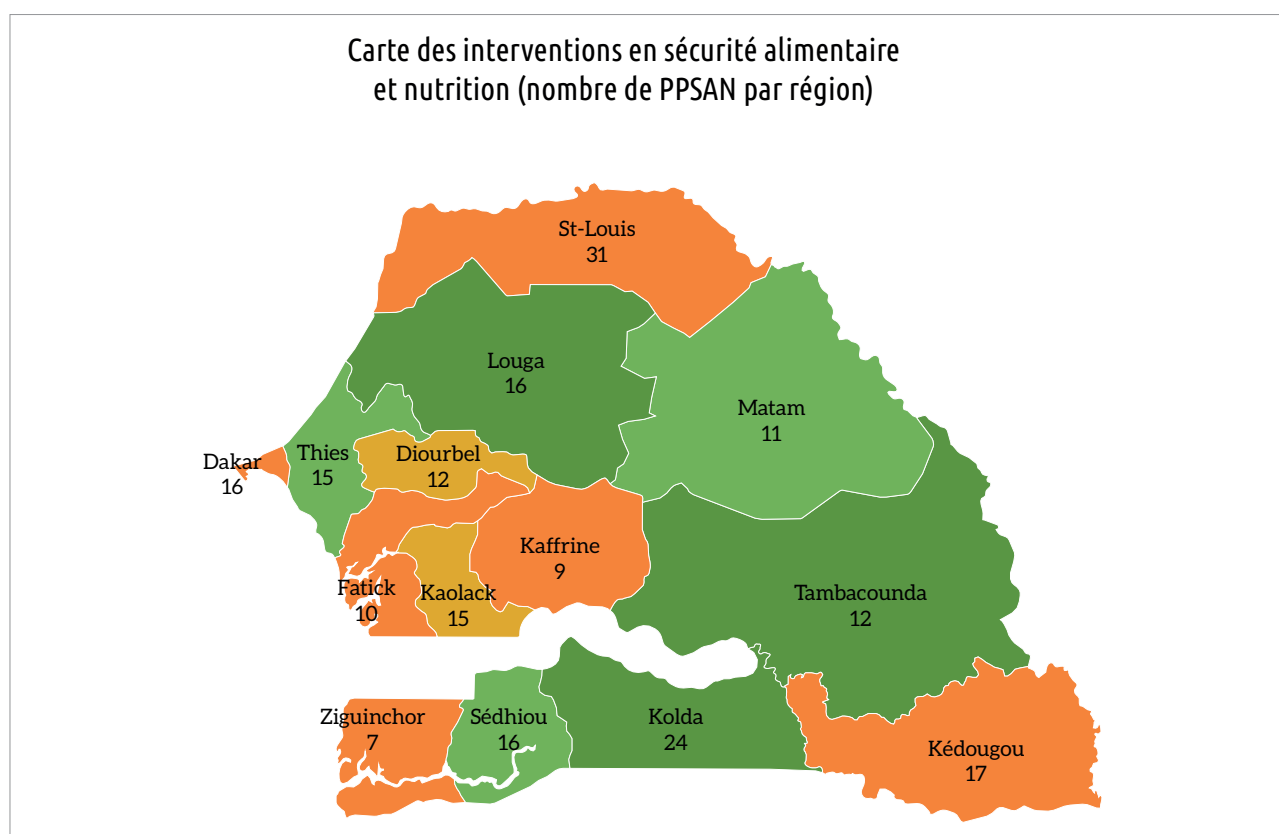 Carte des interventions en sécurité alimentaire
et nutrition (nombre de PPSAN par région)
St-Louis
31
Louga
16
Matam
11
Dakar
16
Thies
15
Diourbel
12
Kaffrine
9
Fatick
10
Kaolack
15
Tambacounda
12
Ziguinchor
7
Sédhiou
16
Kolda
24
Kédougou
17